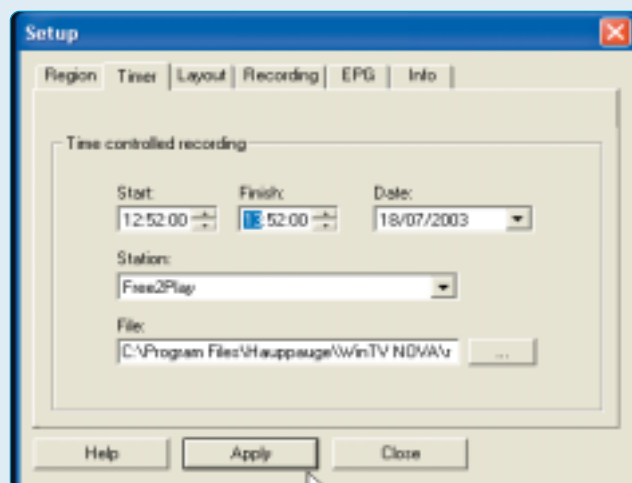 Setup
Region Timer Layout Recording EPG Info
Time controlled recording
Start: Finish: Date:
12:52:00 13:52:00 18/07/2003
Station:
Free2Play
File:
C:\Program Files\Hauppauge\WinTV NOVA\r ...
Help Apply Close